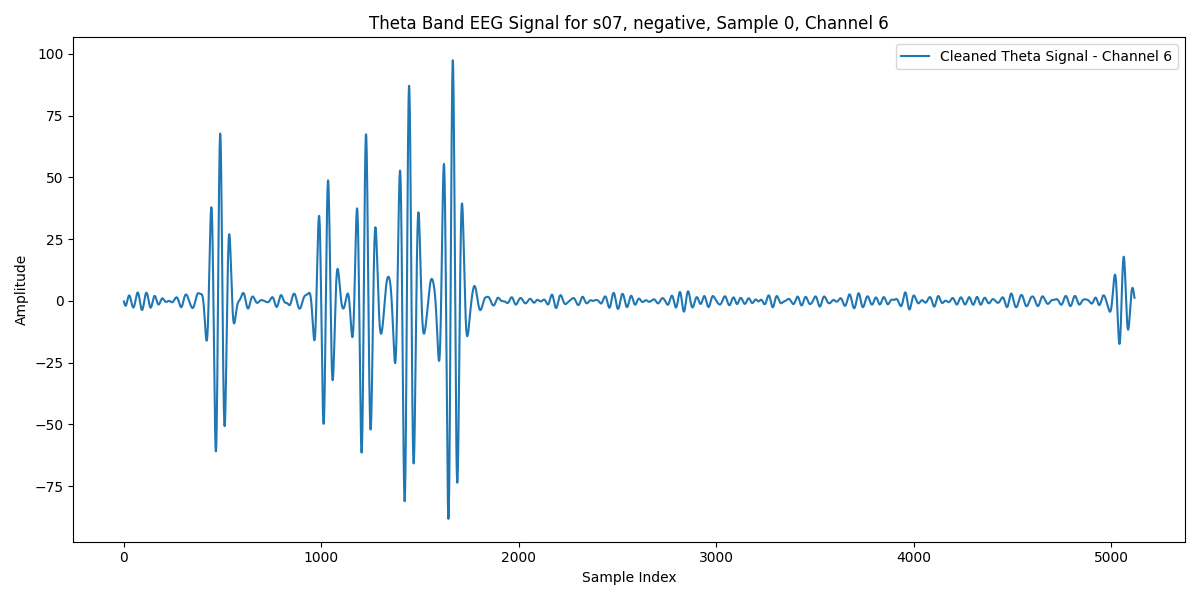 Theta Band EEG Signal for s07, negative, Sample 0, Channel 6
Cleaned Theta Signal - Channel 6
100
75
50
25
0
−25
−50
−75
Amplitude
0 1000 2000 3000 4000 5000
Sample Index